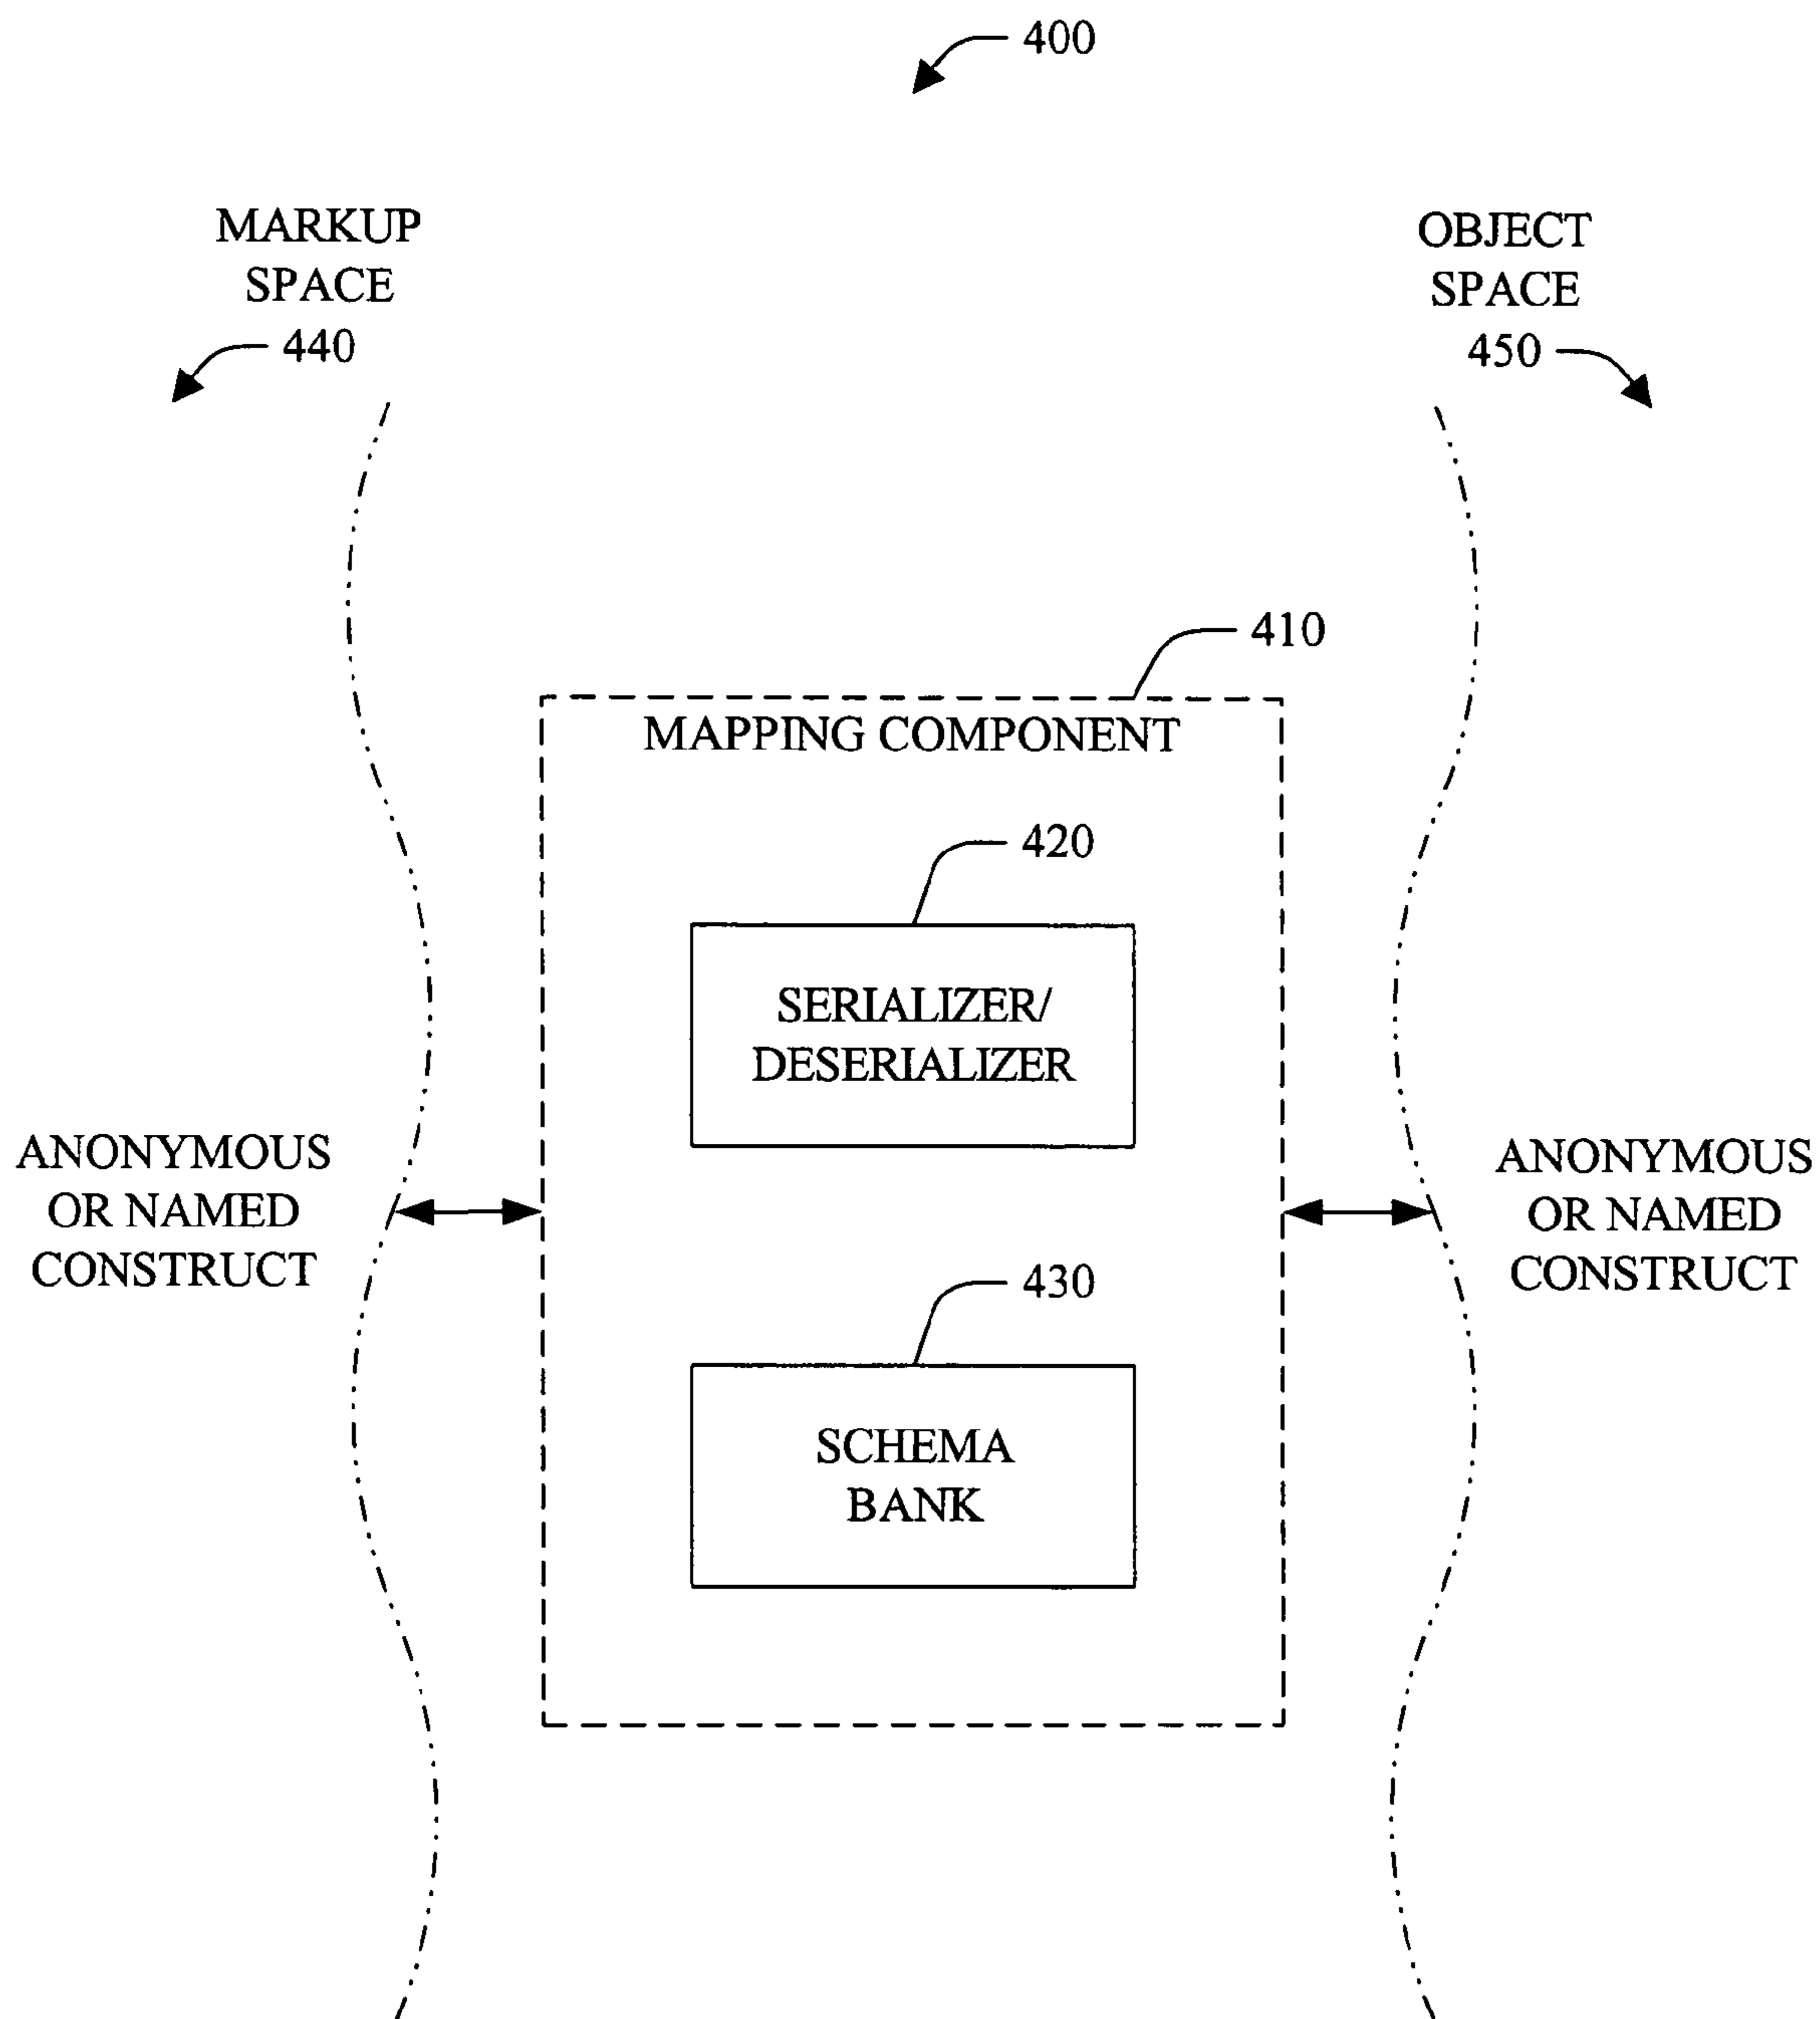 400
MARKUP
SPACE
440
OBJECT
SPACE
450
410
MAPPING COMPONENT
420
SERIALIZER/
DESERIALIZER
ANONYMOUS
OR NAMED
CONSTRUCT
ANONYMOUS
OR NAMED
CONSTRUCT
430
SCHEMA
BANK